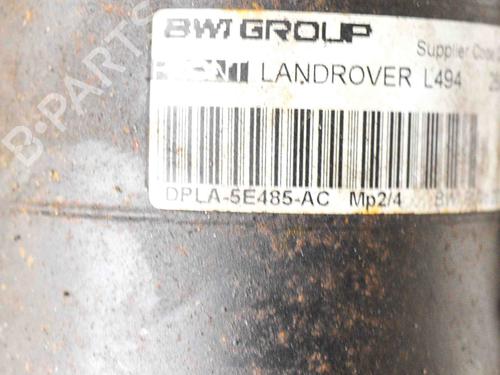 BWI GROUP
Supplier Code
LANDROVER L494
DPLA-5E485-AC Mp2/4
B-PARTS